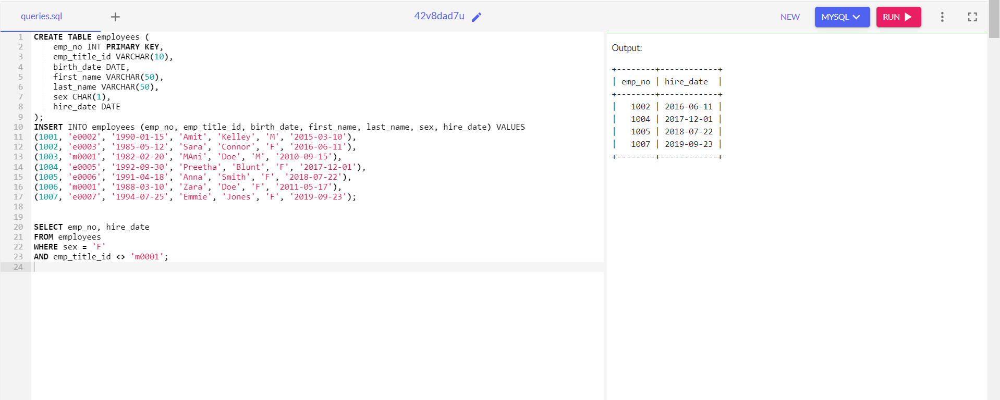 queries.sql + 42v8dad7u NEW MYSQL RUN
1 CREATE TABLE employees (
2     emp_no INT PRIMARY KEY,
3     emp_title_id VARCHAR(10),
4     birth_date DATE,
5     first_name VARCHAR(50),
6     last_name VARCHAR(50),
7     sex CHAR(1),
8     hire_date DATE
9 );
10 INSERT INTO employees (emp_no, emp_title_id, birth_date, first_name, last_name, sex, hire_date) VALUES
11 (1001, 'e0002', '1990-01-15', 'Amit', 'Kelley', 'M', '2015-03-10'),
12 (1002, 'e0003', '1985-05-12', 'Sara', 'Connor', 'F', '2016-06-11'),
13 (1003, 'm0001', '1982-02-20', 'MAni', 'Doe', 'M', '2010-09-15'),
14 (1004, 'e0005', '1992-09-30', 'Preetha', 'Blunt', 'F', '2017-12-01'),
15 (1005, 'e0006', '1991-04-18', 'Anna', 'Smith', 'F', '2018-07-22'),
16 (1006, 'm0001', '1988-03-10', 'Zara', 'Doe', 'F', '2011-05-17'),
17 (1007, 'e0007', '1994-07-25', 'Emmie', 'Jones', 'F', '2019-09-23');
18
19
20 SELECT emp_no, hire_date
21 FROM employees
22 WHERE sex = 'F'
23 AND emp_title_id <> 'm0001';
24
Output:
+--------+------------+
| emp_no | hire_date  |
+--------+------------+
|   1002 | 2016-06-11 |
|   1004 | 2017-12-01 |
|   1005 | 2018-07-22 |
|   1007 | 2019-09-23 |
+--------+------------+